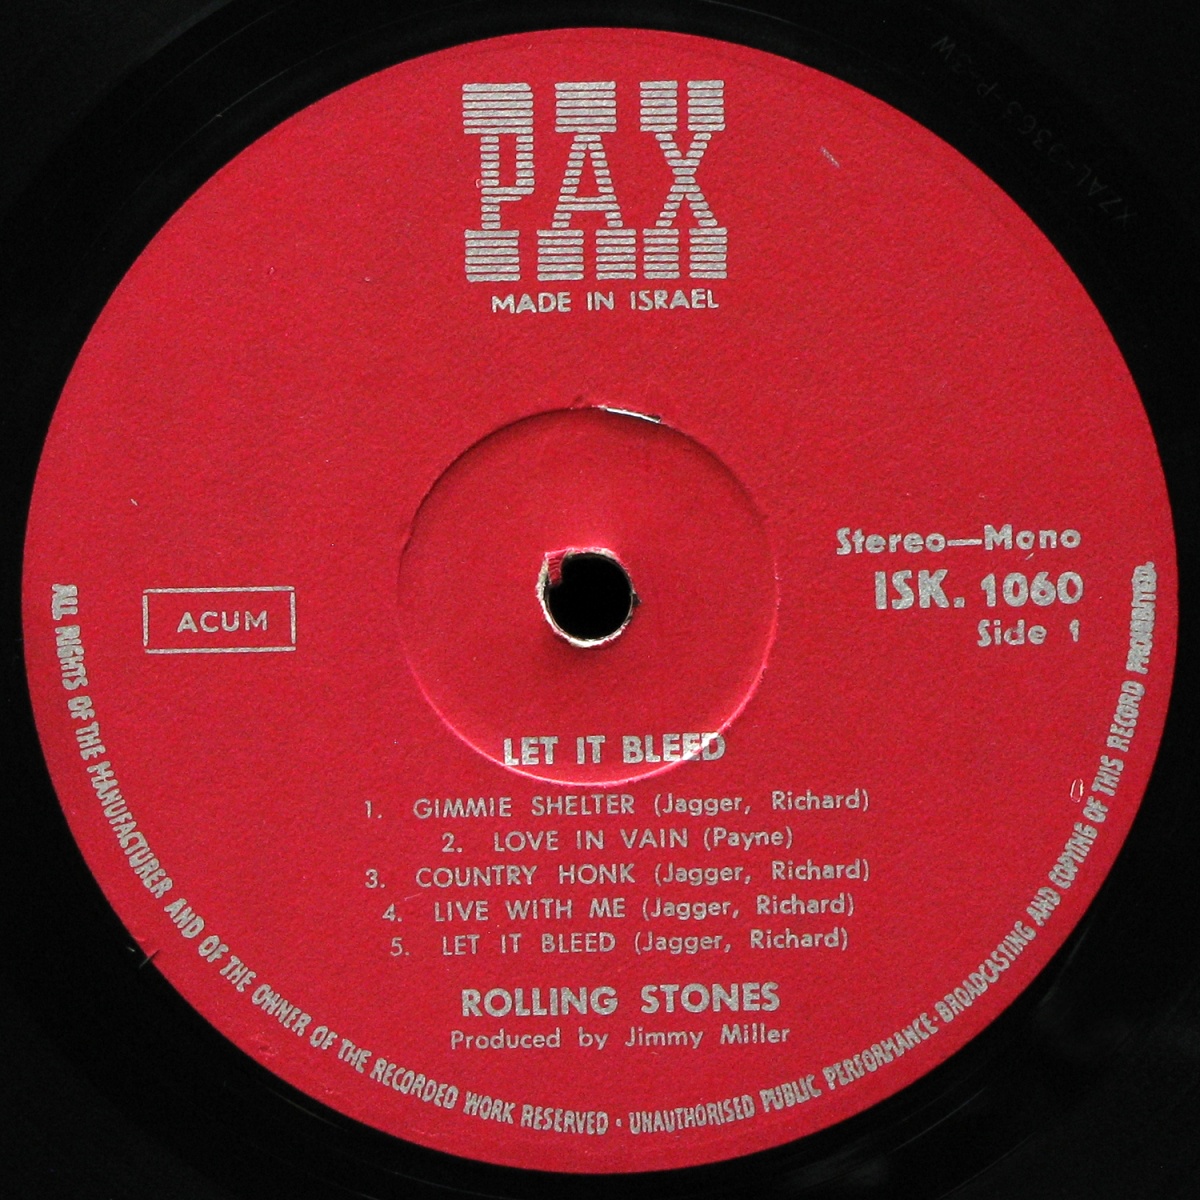 PAX
MADE IN ISRAEL
Stereo—Mono
ISK. 1060
Side 1
ACUM
LET IT BLEED
1. GIMMIE SHELTER (Jagger, Richard)
2. LOVE IN VAIN (Payne)
3. COUNTRY HONK (Jagger, Richard)
4. LIVE WITH ME (Jagger, Richard)
5. LET IT BLEED (Jagger, Richard)
ROLLING STONES
Produced by Jimmy Miller
ALL RIGHTS OF THE MANUFACTURER AND OF THE OWNER OF THE RECORDED WORK RESERVED · UNAUTHORISED PUBLIC PERFORMANCE · BROADCASTING AND COPYING OF THIS RECORD PROHIBITED.